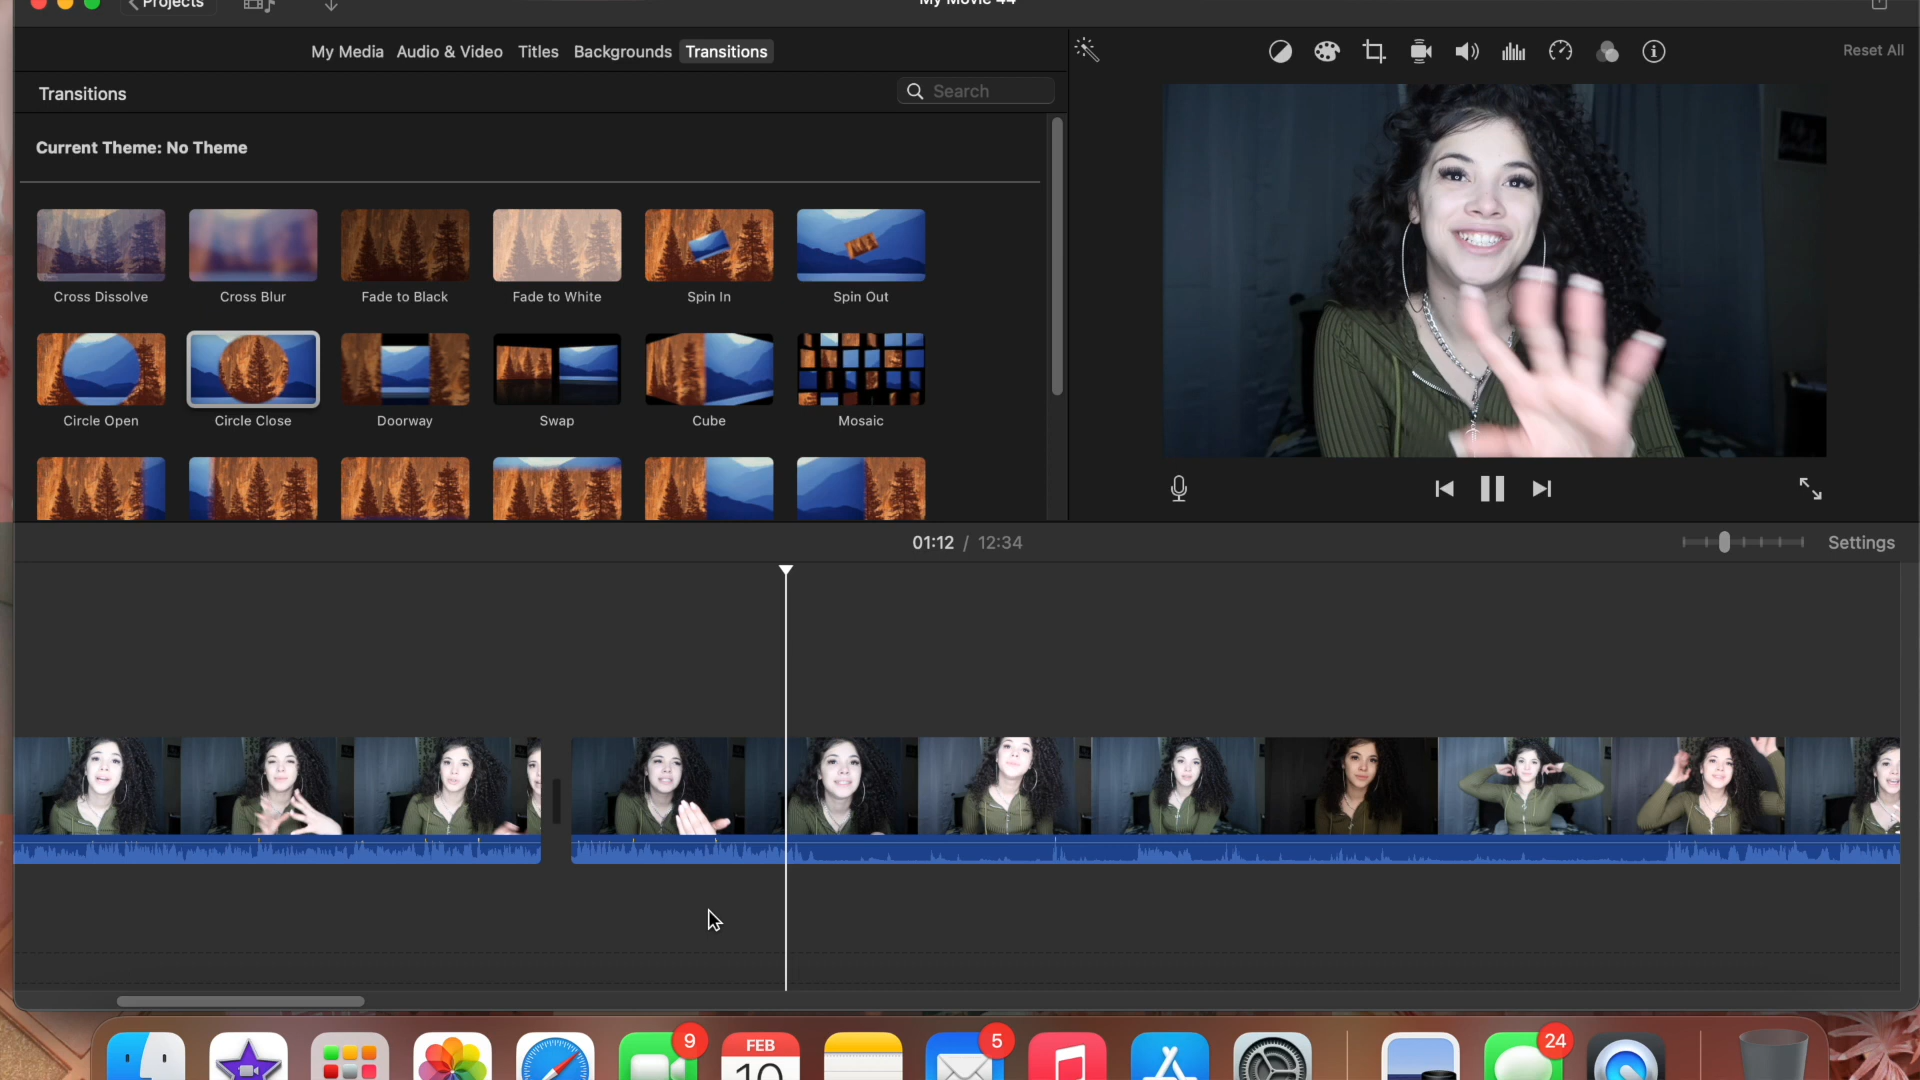 Projects
My Movie 44
My Media Audio & Video Titles Backgrounds Transitions
Reset All
Transitions
Search
Current Theme: No Theme
Cross Dissolve Cross Blur Fade to Black Fade to White Spin In Spin Out
Circle Open Circle Close Doorway Swap Cube Mosaic
01:12 / 12:34
Settings
9
FEB
10
5
24